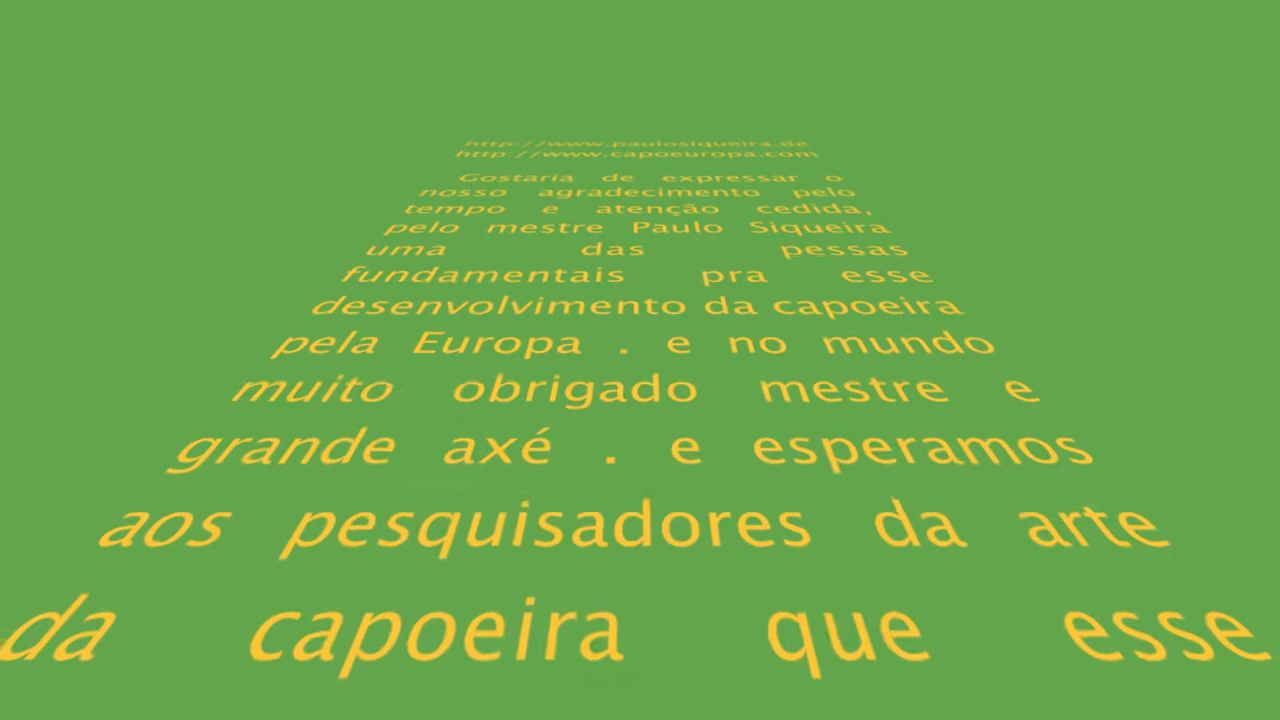 http://www.paulosiqueira.de
http://www.capoeuropa.com
Gostaria de expressar o
nosso agradecimento pelo
tempo e atenção cedida,
pelo mestre Paulo Siqueira
uma das pessas
fundamentais pra esse
desenvolvimento da capoeira
pela Europa . e no mundo
muito obrigado mestre e
grande axé . e esperamos
aos pesquisadores da arte
da capoeira que esse